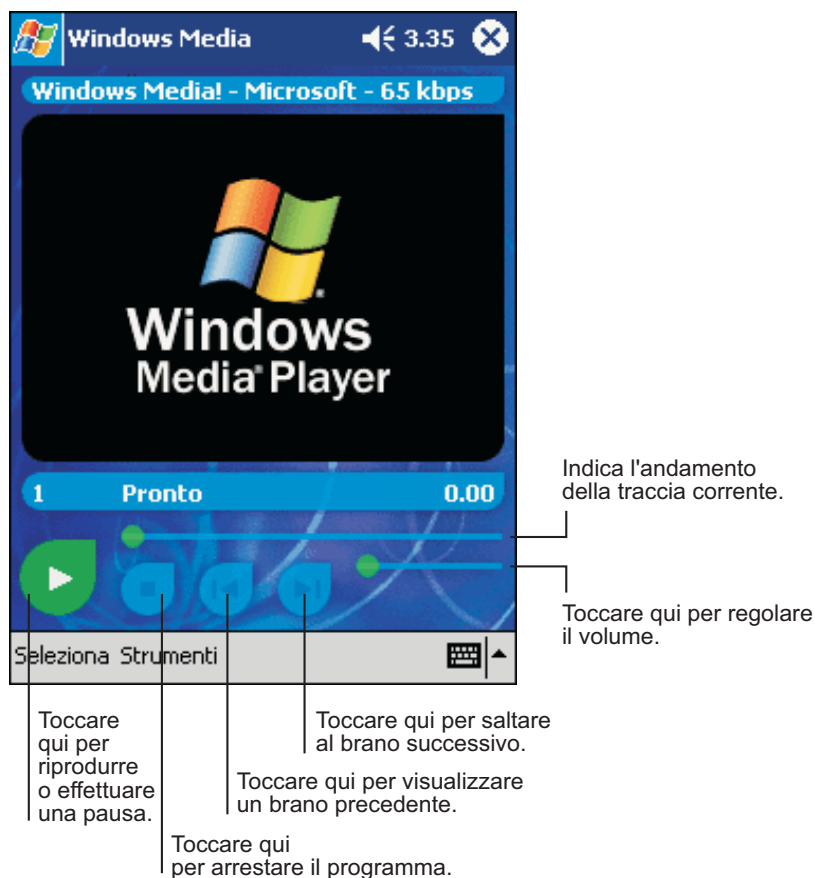 Windows Media 3.35
Windows Media! - Microsoft - 65 kbps
Windows
Media Player
1 Pronto 0.00
Indica l'andamento
della traccia corrente.
Toccare qui per regolare
il volume.
Seleziona Strumenti
Toccare
qui per
riprodurre
o effettuare
una pausa.
Toccare qui per saltare
al brano successivo.
Toccare qui per visualizzare
un brano precedente.
Toccare qui
per arrestare il programma.